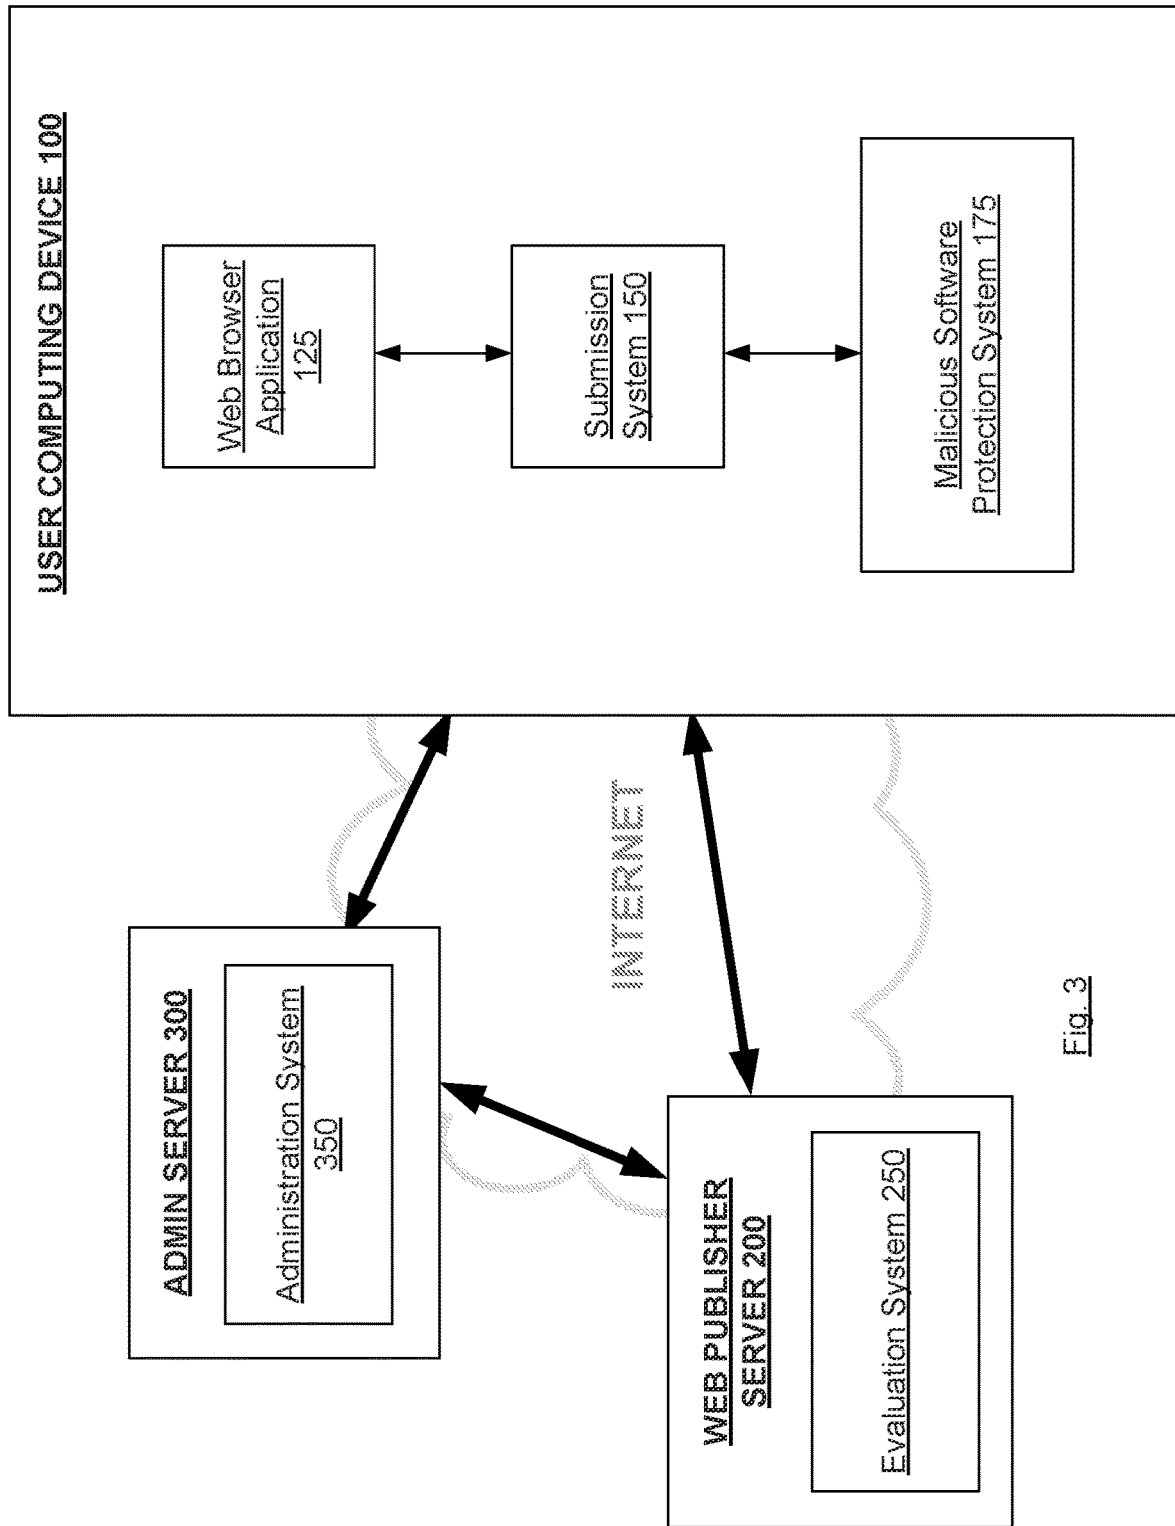 USER COMPUTING DEVICE 100
Web Browser
Application
125
Submission
System 150
Malicious Software
Protection System 175
ADMIN SERVER 300
Administration System
350
INTERNET
WEB PUBLISHER
SERVER 200
Evaluation System 250
Fig. 3